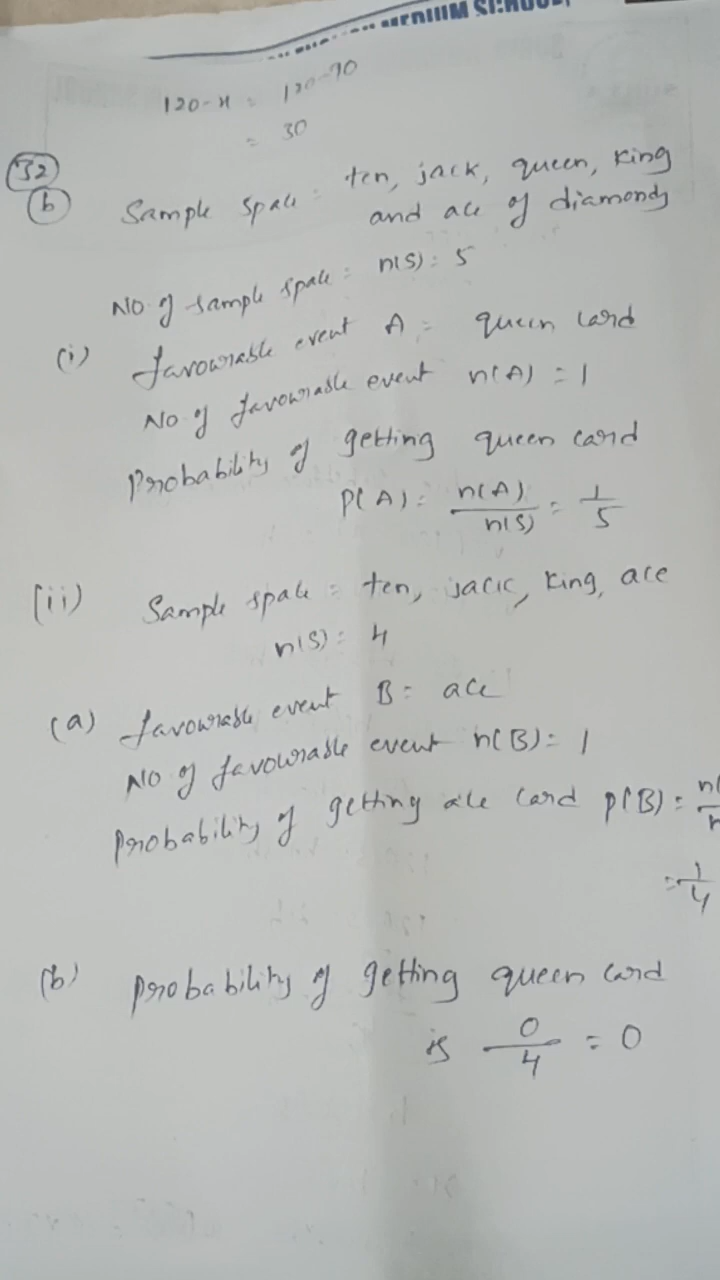 MEDIUM SCHOOL
120-x = 120-90
= 30
32
b
Sample space = ten, jack, queen, king
and ace of diamonds
No of sample space = n(S) = 5
(i) favourable event A = queen card
No of favourable event n(A) = 1
Probability of getting queen card
P(A) = n(A)/n(S) = 1/5
(ii) Sample space = ten, jack, king, ace
n(S) = 4
(a) favourable event B = ace
No of favourable event n(B) = 1
Probability of getting ace card P(B) = n(
= 1/4
(b) probability of getting queen card
is 0/4 = 0